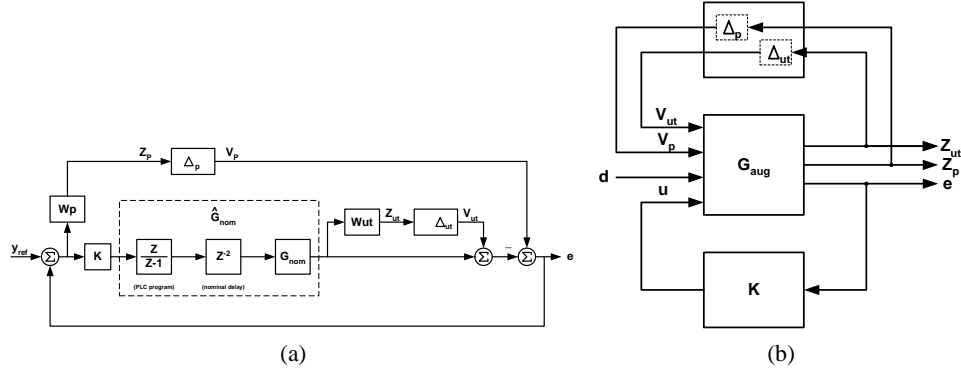 Z_P Δ_p V_P
Wp
Ĝ_nom
Wut Z_ut Δ_ut V_ut
y_ref Σ K Z/Z-1 Z^-2 G_nom Σ − Σ e
(PLC program) (nominal delay)
(a)
Δ_p
Δ_ut
V_ut
V_p
d
u
G_aug
Z_ut
Z_p
e
K
(b)